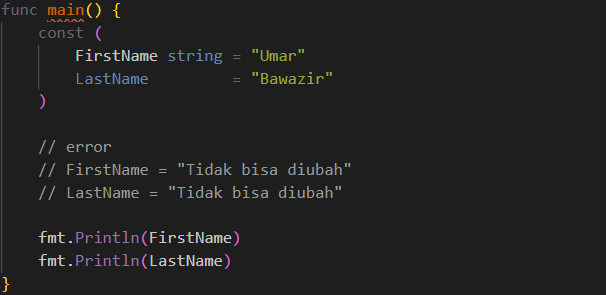 func main() {
    const (
        FirstName string = "Umar"
        LastName         = "Bawazir"
    )

    // error
    // FirstName = "Tidak bisa diubah"
    // LastName = "Tidak bisa diubah"

    fmt.Println(FirstName)
    fmt.Println(LastName)
}